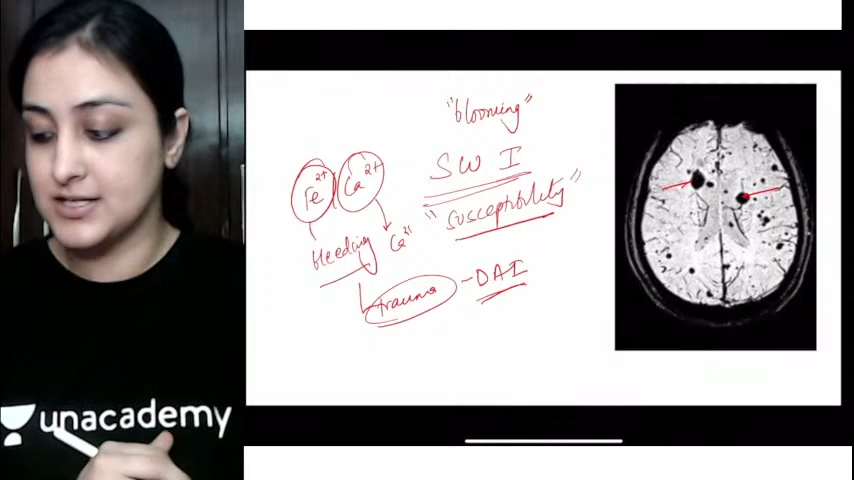 "blooming"
SWI
"susceptibility"
Fe2+ Ca2+
bleeding Ca2+
trauma - DAI
unacademy